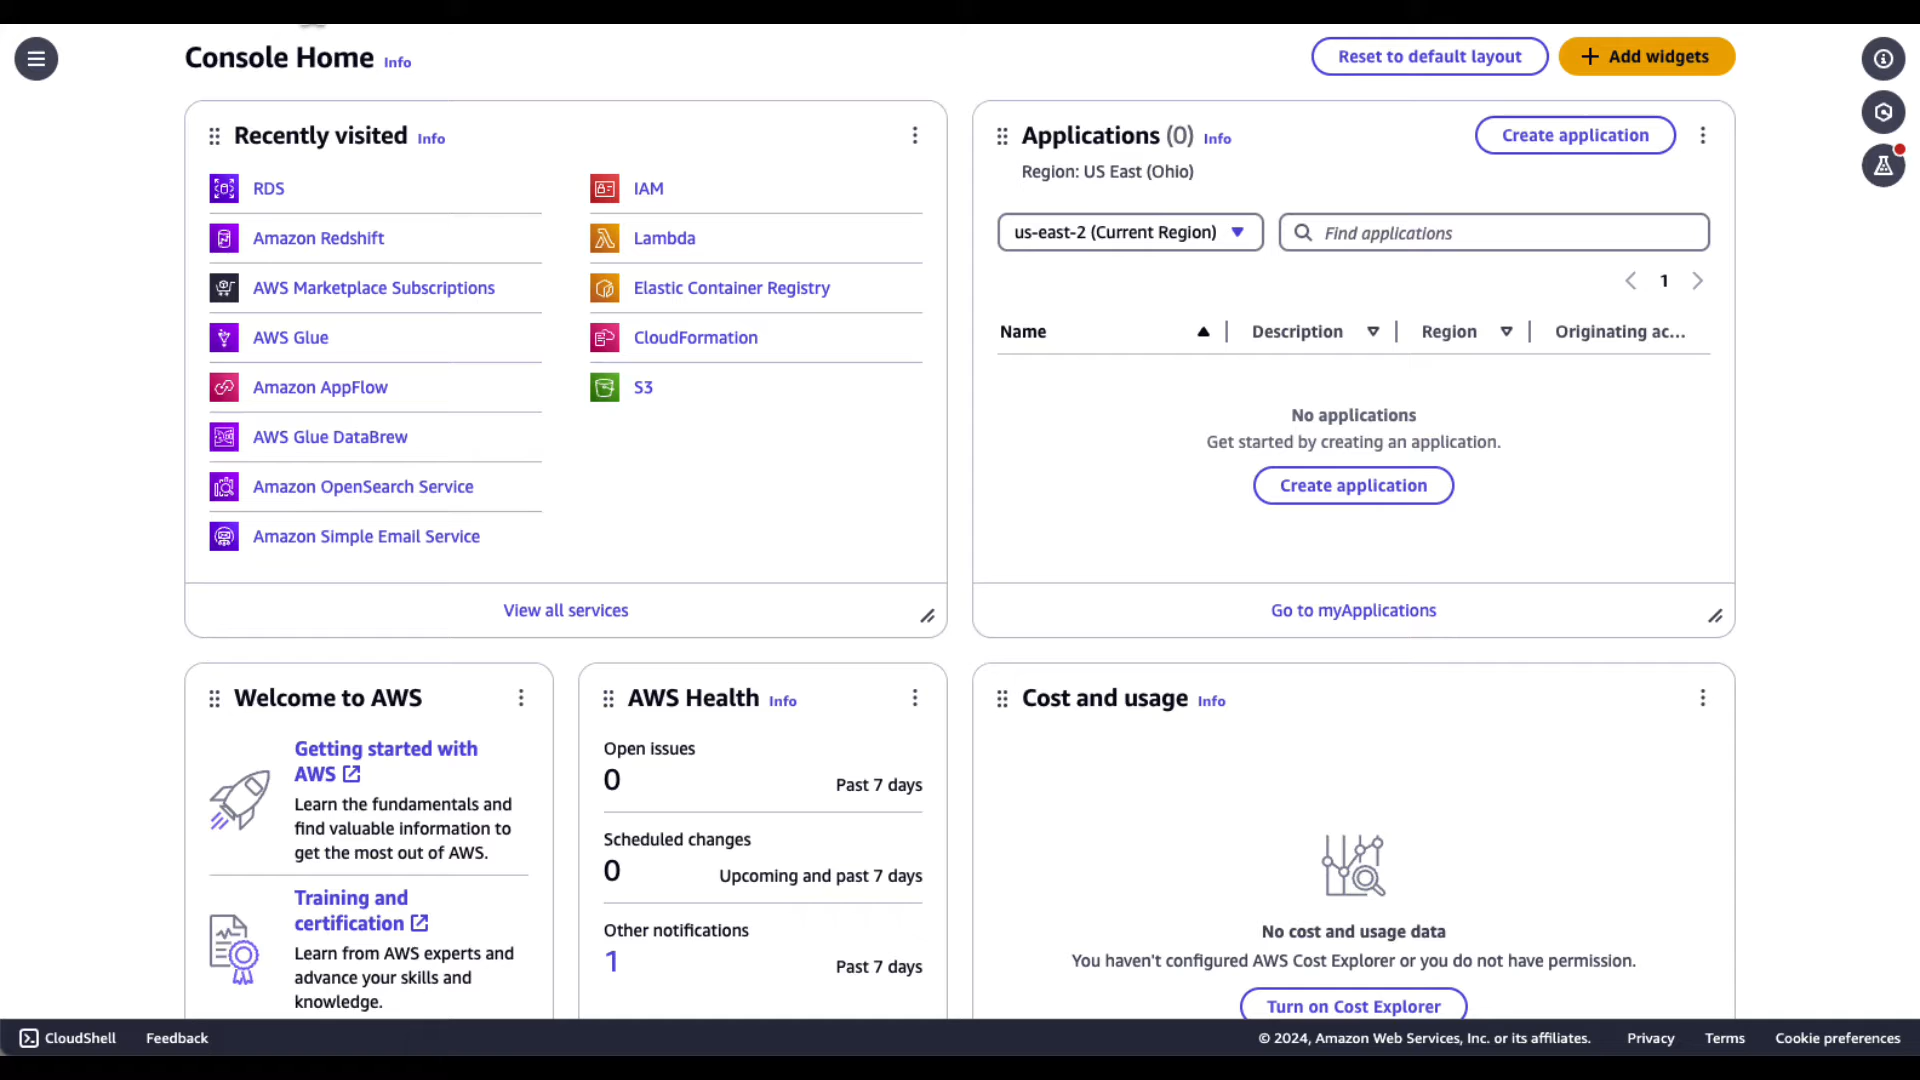 Console Home Info
Reset to default layout
Add widgets
Recently visited Info
RDS
Amazon Redshift
AWS Marketplace Subscriptions
AWS Glue
Amazon AppFlow
AWS Glue DataBrew
Amazon OpenSearch Service
Amazon Simple Email Service
IAM
Lambda
Elastic Container Registry
CloudFormation
S3
View all services
Applications (0) Info
Create application
Region: US East (Ohio)
us-east-2 (Current Region)
Find applications
1
Name Description Region Originating ac...
No applications
Get started by creating an application.
Create application
Go to myApplications
Welcome to AWS
Getting started with
AWS
Learn the fundamentals and
find valuable information to
get the most out of AWS.
Training and
certification
Learn from AWS experts and
advance your skills and
knowledge.
AWS Health Info
Open issues
0 Past 7 days
Scheduled changes
0 Upcoming and past 7 days
Other notifications
1 Past 7 days
Cost and usage Info
No cost and usage data
You haven't configured AWS Cost Explorer or you do not have permission.
Turn on Cost Explorer
CloudShell Feedback © 2024, Amazon Web Services, Inc. or its affiliates. Privacy Terms Cookie preferences